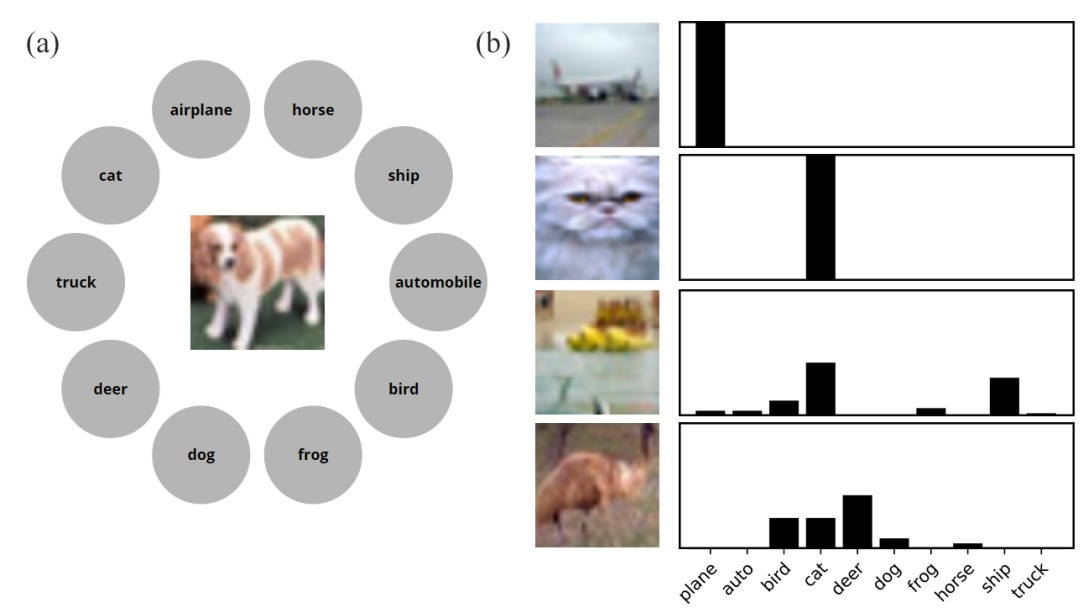 (a)
airplane
horse
cat
ship
truck
automobile
deer
bird
dog
frog
(b)
plane
auto
bird
cat
deer
dog
frog
horse
ship
truck